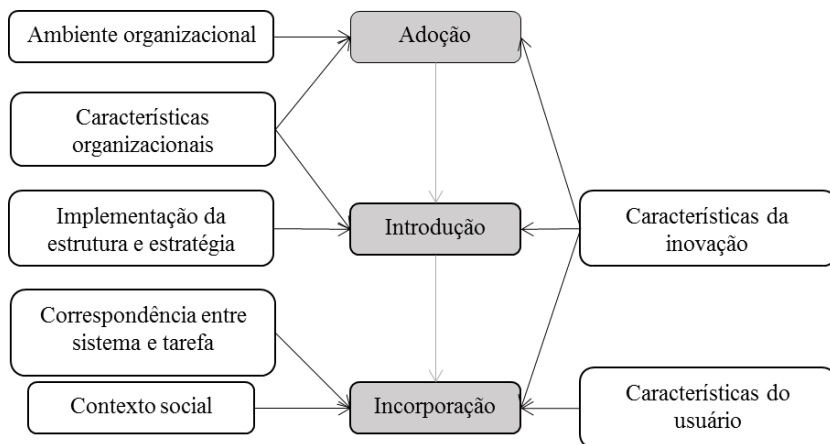 Ambiente organizacional
Adoção
Características
organizacionais
Implementação da
estrutura e estratégia
Introdução
Características da
inovação
Correspondência entre
sistema e tarefa
Contexto social
Incorporação
Características do
usuário